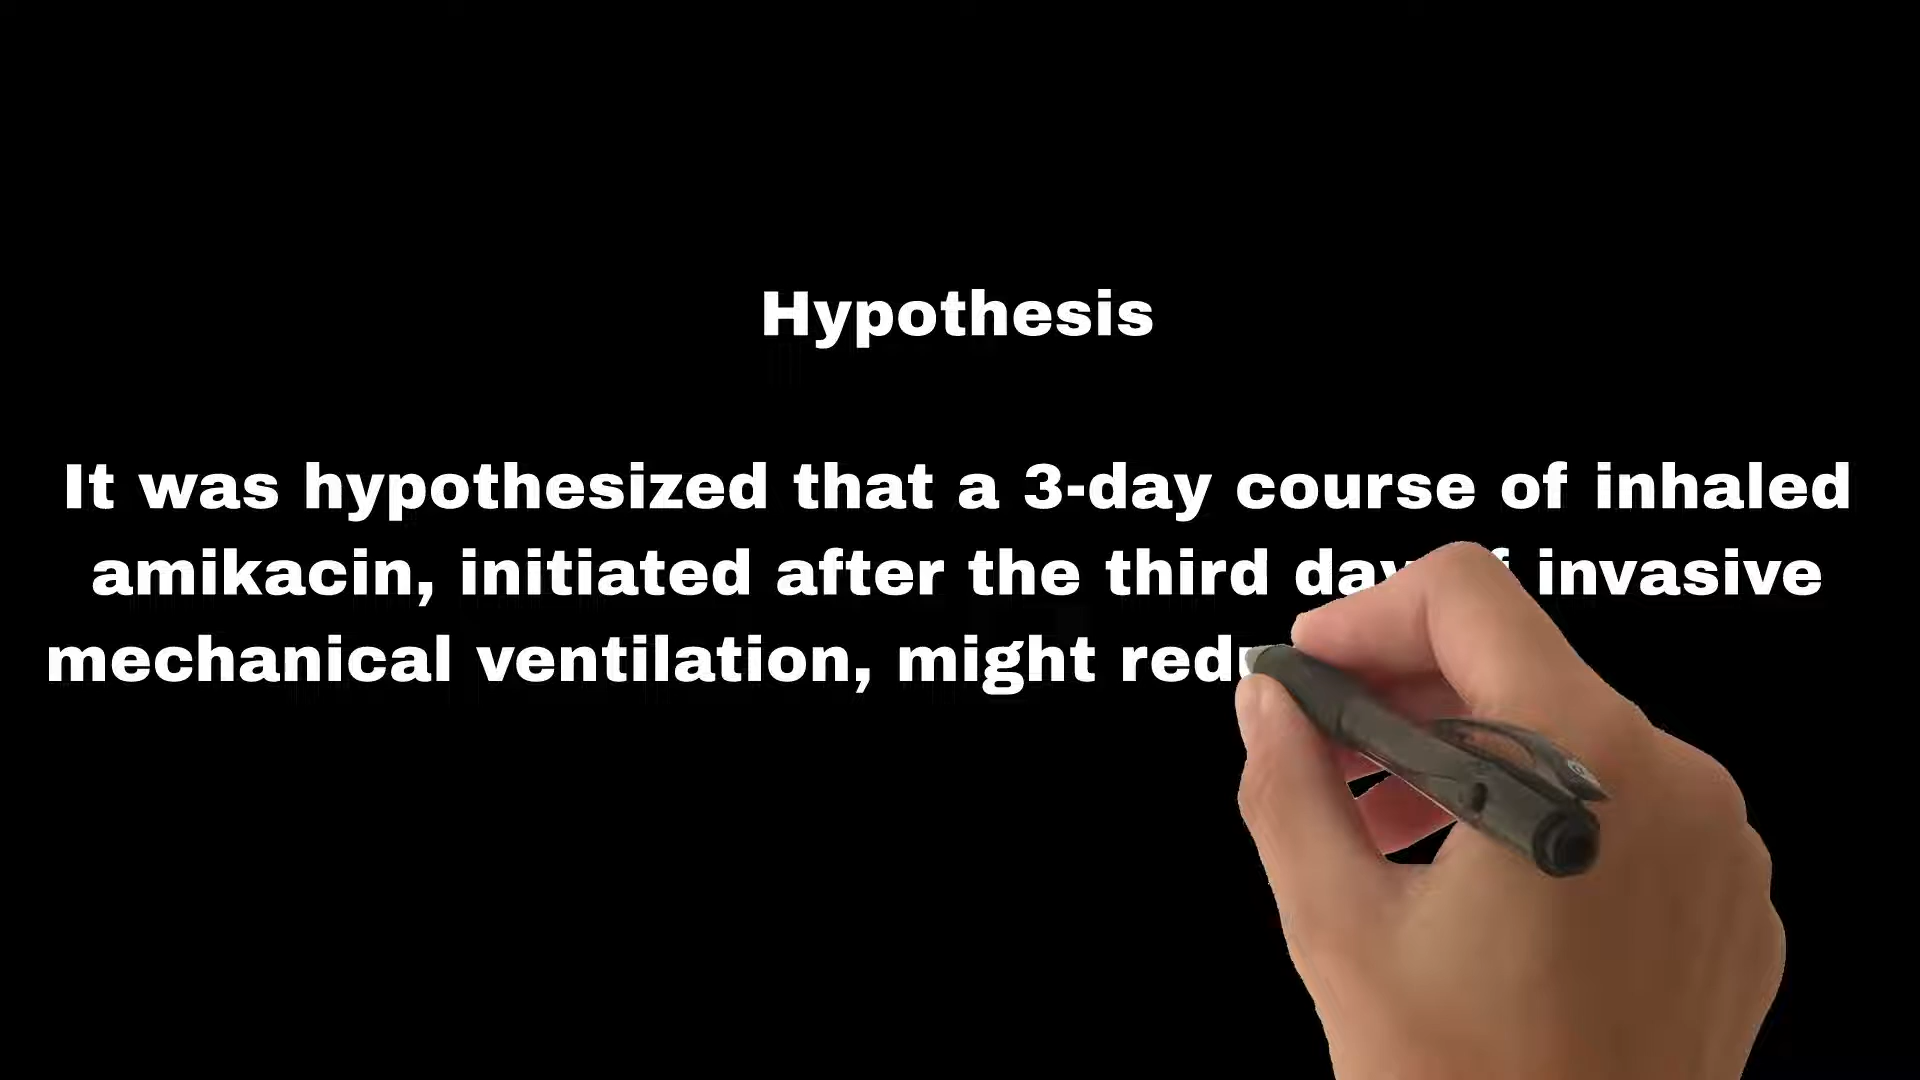 Hypothesis
It was hypothesized that a 3-day course of inhaled
amikacin, initiated after the third day of invasive
mechanical ventilation, might